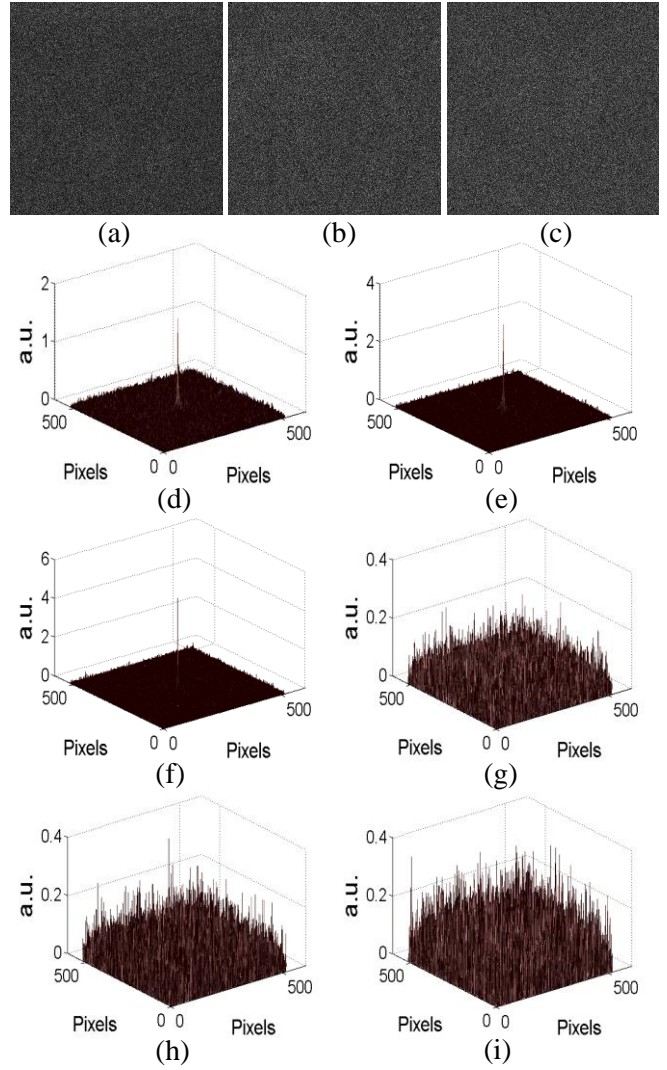 (a) (b) (c)
2 4
1 2
0 0
a.u. a.u.
500 500 500 500
0 0 0 0
Pixels Pixels Pixels Pixels
(d) (e)
6 0.4
4 0.2
2 0
0
a.u. a.u.
500 500 500 500
0 0 0 0
Pixels Pixels Pixels Pixels
(f) (g)
0.4 0.4
0.2 0.2
0 0
a.u. a.u.
500 500 500 500
0 0 0 0
Pixels Pixels Pixels Pixels
(h) (i)